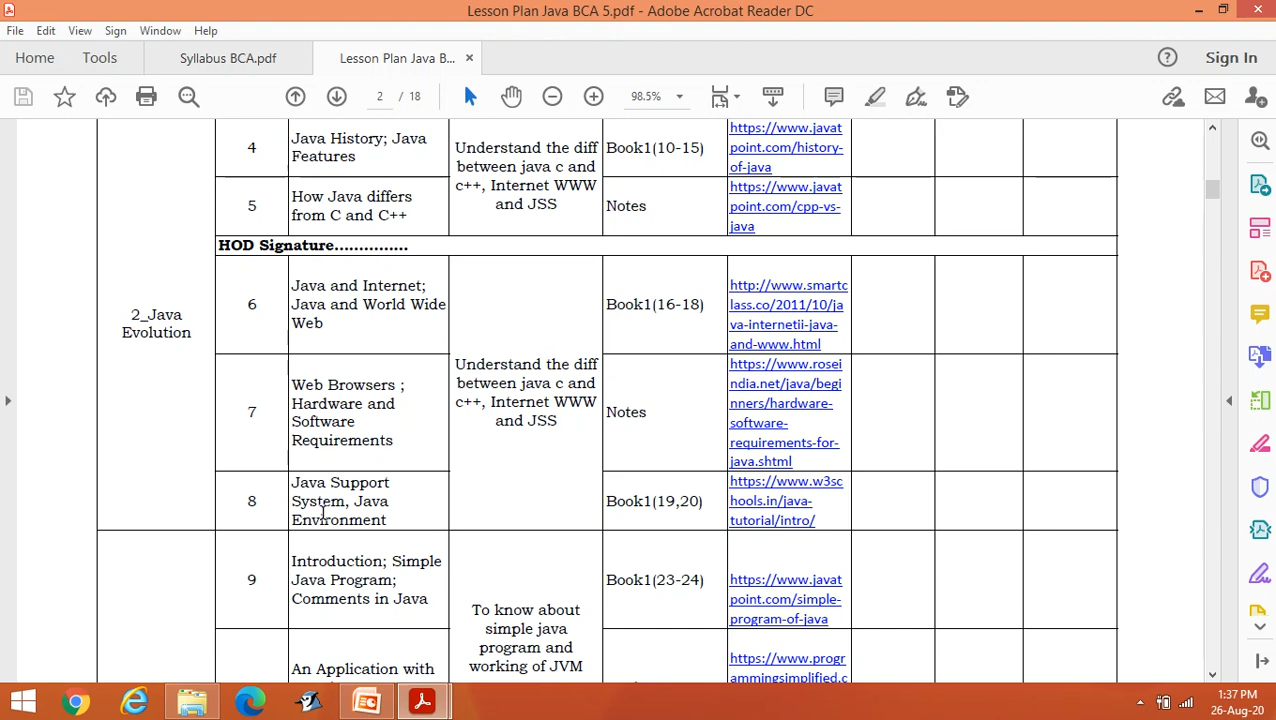 Lesson Plan Java BCA 5.pdf - Adobe Acrobat Reader DC
File Edit View Sign Window Help
Home Tools Syllabus BCA.pdf Lesson Plan Java B... × Sign In
2 / 18 98.5%
4
Java History; Java
Features
Understand the diff
between java c and
c++, Internet WWW
and JSS
Book1(10-15)
https://www.javat
point.com/history-
of-java
5
How Java differs
from C and C++
Notes
https://www.javat
point.com/cpp-vs-
java
HOD Signature...............
2_Java
Evolution
6
Java and Internet;
Java and World Wide
Web
Book1(16-18)
http://www.smartc
lass.co/2011/10/ja
va-internetii-java-
and-www.html
Understand the diff
between java c and
c++, Internet WWW
and JSS
7
Web Browsers ;
Hardware and
Software
Requirements
Notes
https://www.rosei
ndia.net/java/begi
nners/hardware-
software-
requirements-for-
java.shtml
8
Java Support
System, Java
Environment
Book1(19,20)
https://www.w3sc
hools.in/java-
tutorial/intro/
9
Introduction; Simple
Java Program;
Comments in Java
To know about
simple java
program and
working of JVM
Book1(23-24)
https://www.javat
point.com/simple-
program-of-java
An Application with
https://www.progr
ammingsimplified.c
1:37 PM
26-Aug-20